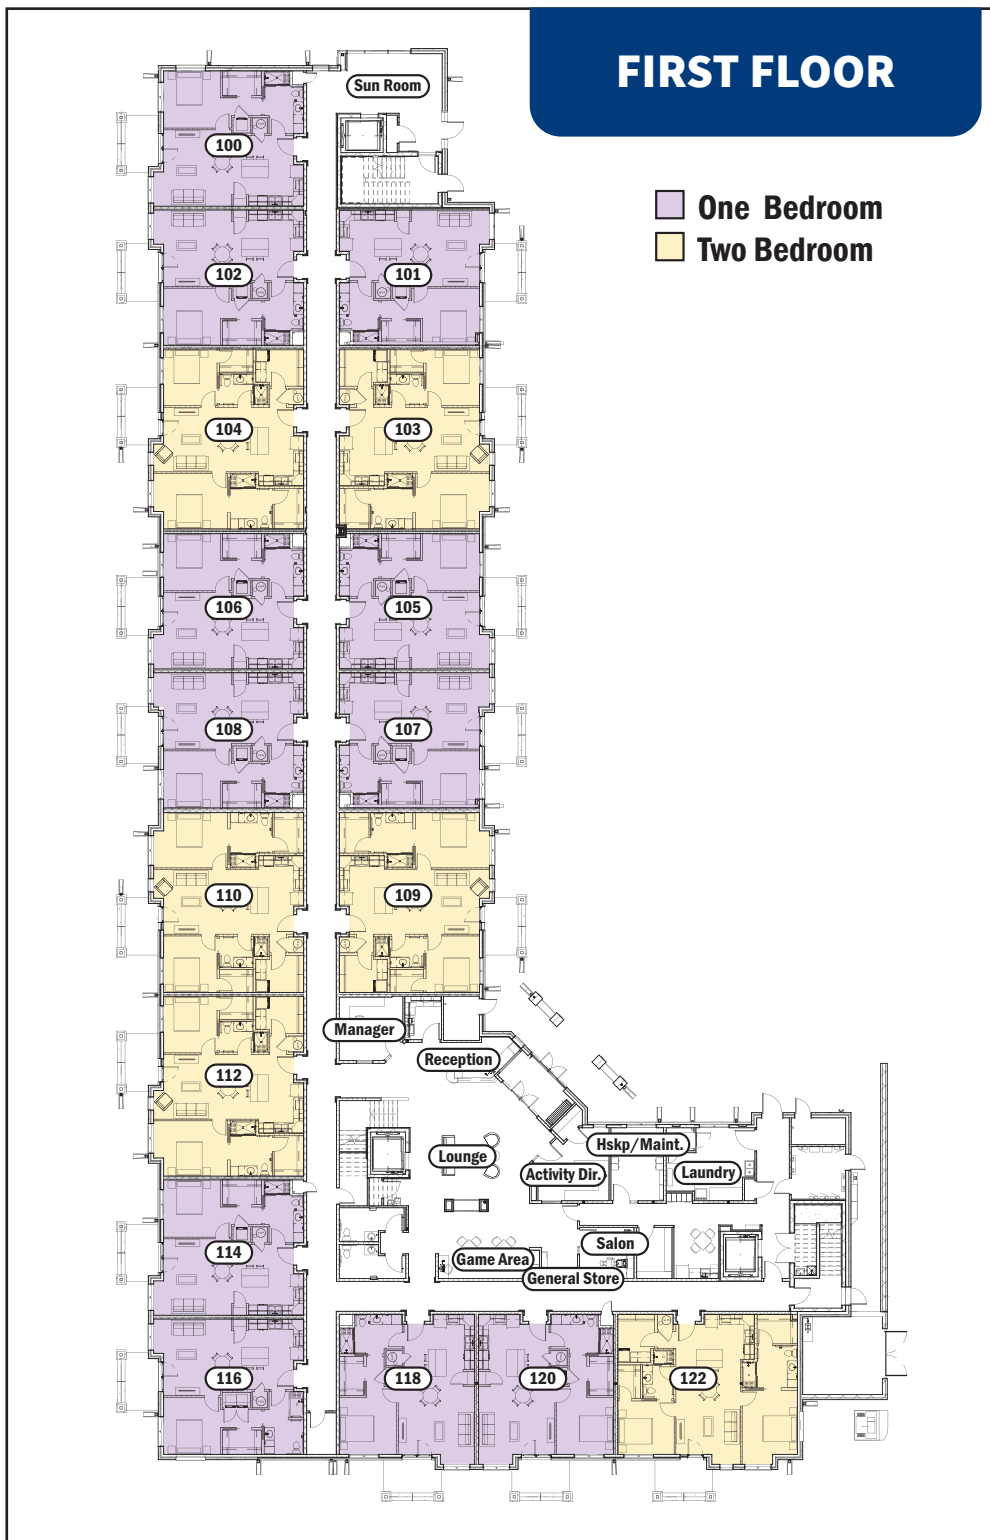 FIRST FLOOR
One Bedroom
Two Bedroom
Sun Room
100
102
101
104
103
106
105
108
107
110
109
Manager
Reception
112
Hskp/Maint.
Lounge
Activity Dir.
Laundry
Salon
114
Game Area
General Store
116
118
120
122